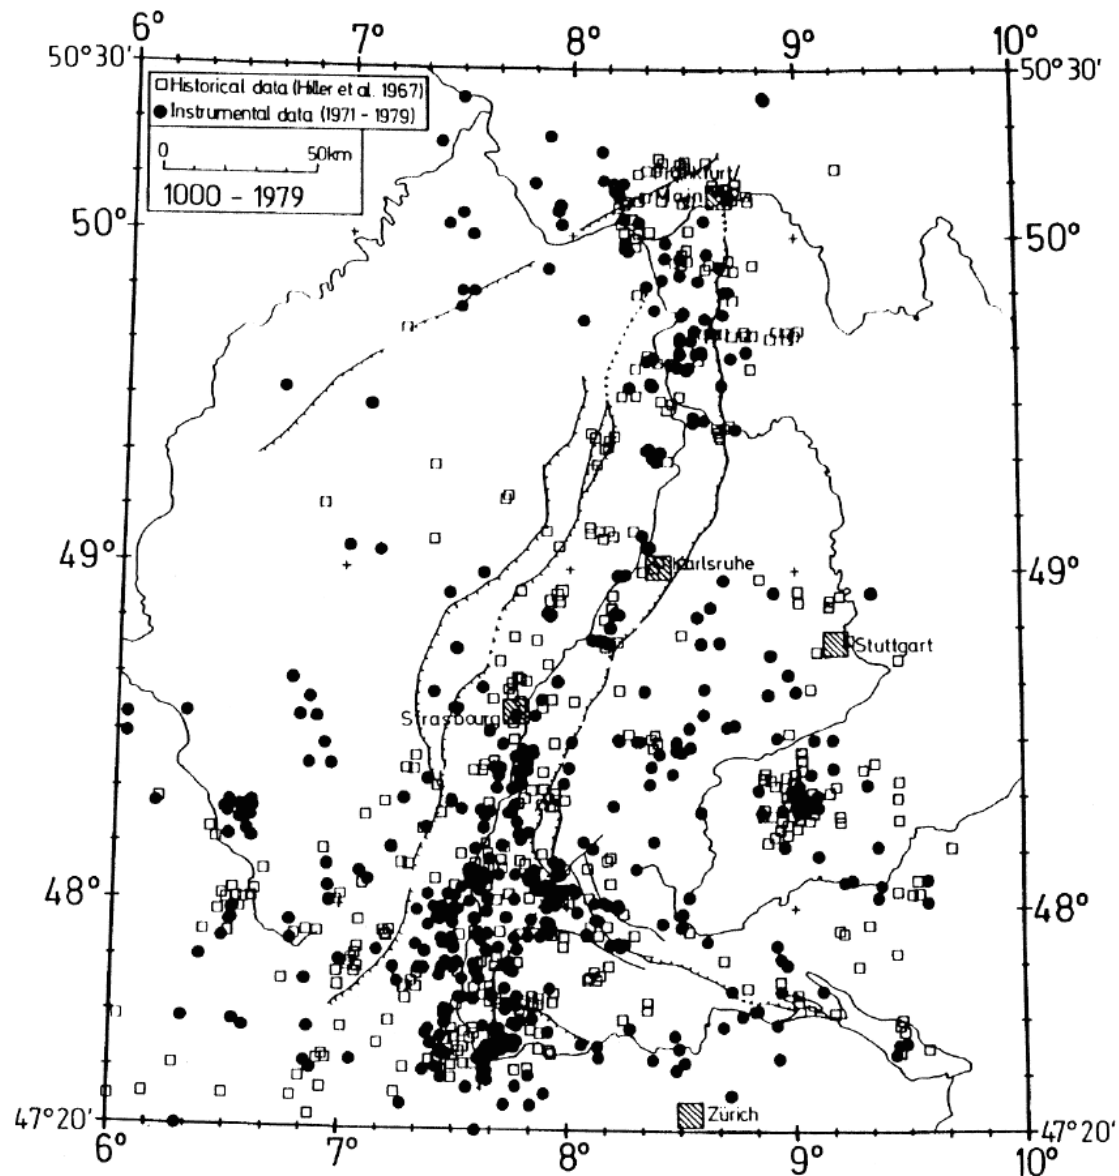 6° 7° 8° 9° 10°
50°30' 50°30'
□ Historical data (Hiller et al. 1967)
● Instrumental data (1971 - 1979)
0 50km
1000 - 1979
Frankfurt/
Main
50° 50°
49° 49°
Karlsruhe
Stuttgart
Strasbourg
48° 48°
Zürich
47°20' 47°20'
6° 7° 8° 9° 10°